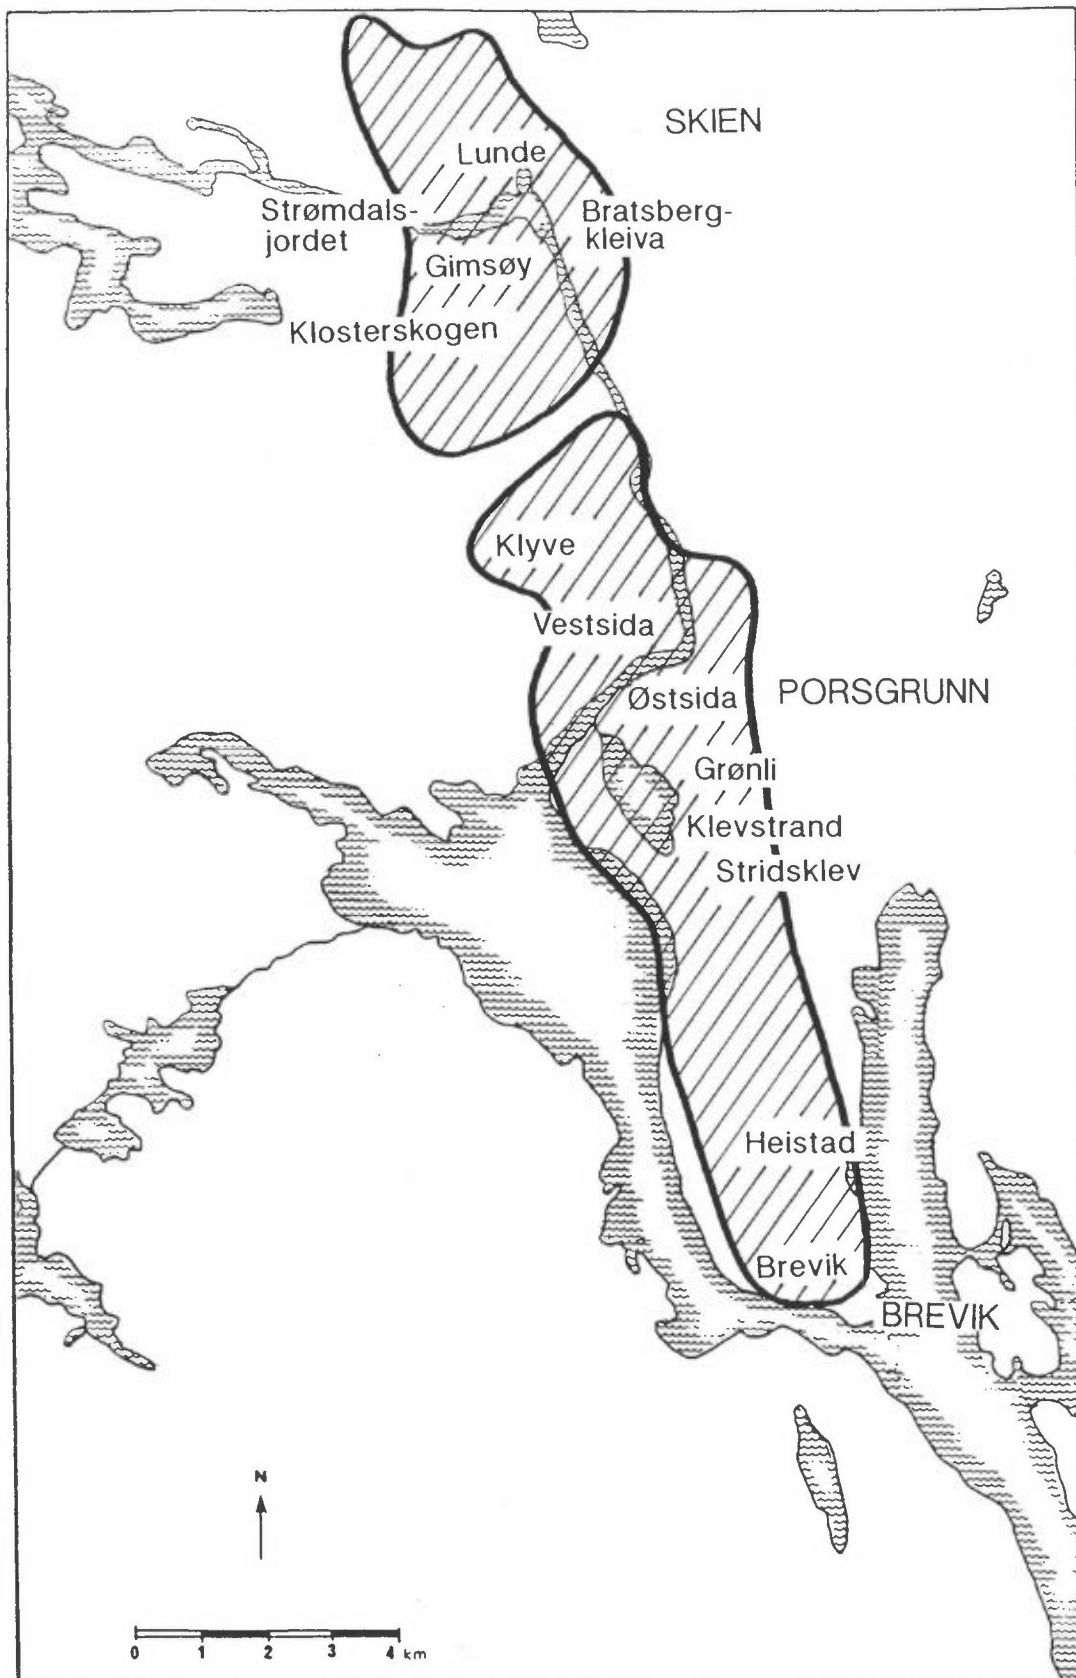 SKIEN
Lunde
Strømdals-
jordet
Bratsberg-
kleiva
Gimsøy
Klosterskogen
Klyve
Vestsida
Østsida
PORSGRUNN
Grønli
Klevstrand
Stridsklev
Heistad
Brevik
BREVIK
N
0 1 2 3 4 km